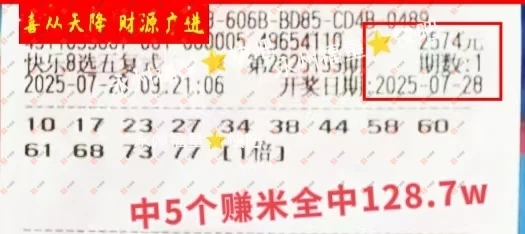 喜从天降 财源广进
-606B-BD85-CD4B-0489
000005 49654110
2574元
快乐8选五复式
期数:1
2025-07-28 09:21:06
开奖日期:2025-07-28
10 17 23 27 34 38 44 58 60
61 68 73 77 [1倍]
中5个赚米全中128.7w